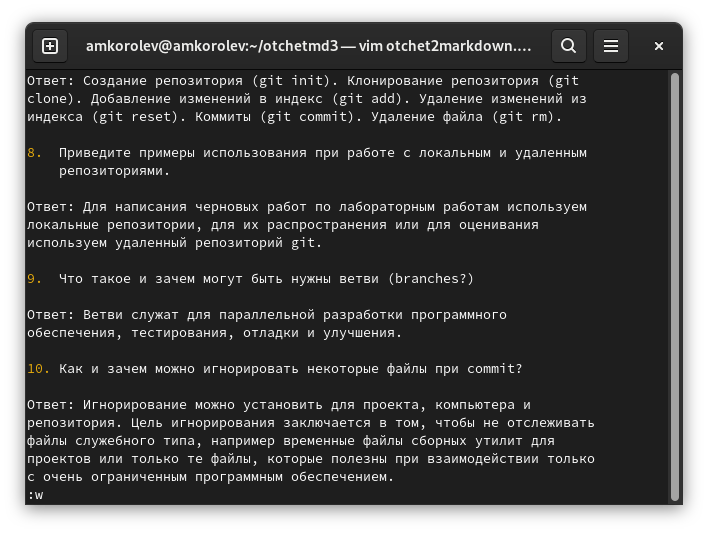 amkorolev@amkorolev:~/otchetmd3 — vim otchet2markdown.…
Ответ: Создание репозитория (git init). Клонирование репозитория (git
clone). Добавление изменений в индекс (git add). Удаление изменений из
индекса (git reset). Коммиты (git commit). Удаление файла (git rm).
8. Приведите примеры использования при работе с локальным и удаленным
репозиториями.
Ответ: Для написания черновых работ по лабораторным работам используем
локальные репозитории, для их распространения или для оценивания
используем удаленный репозиторий git.
9. Что такое и зачем могут быть нужны ветви (branches?)
Ответ: Ветви служат для параллельной разработки программного
обеспечения, тестирования, отладки и улучшения.
10. Как и зачем можно игнорировать некоторые файлы при commit?
Ответ: Игнорирование можно установить для проекта, компьютера и
репозитория. Цель игнорирования заключается в том, чтобы не отслеживать
файлы служебного типа, например временные файлы сборных утилит для
проектов или только те файлы, которые полезны при взаимодействии только
с очень ограниченным программным обеспечением.
:w